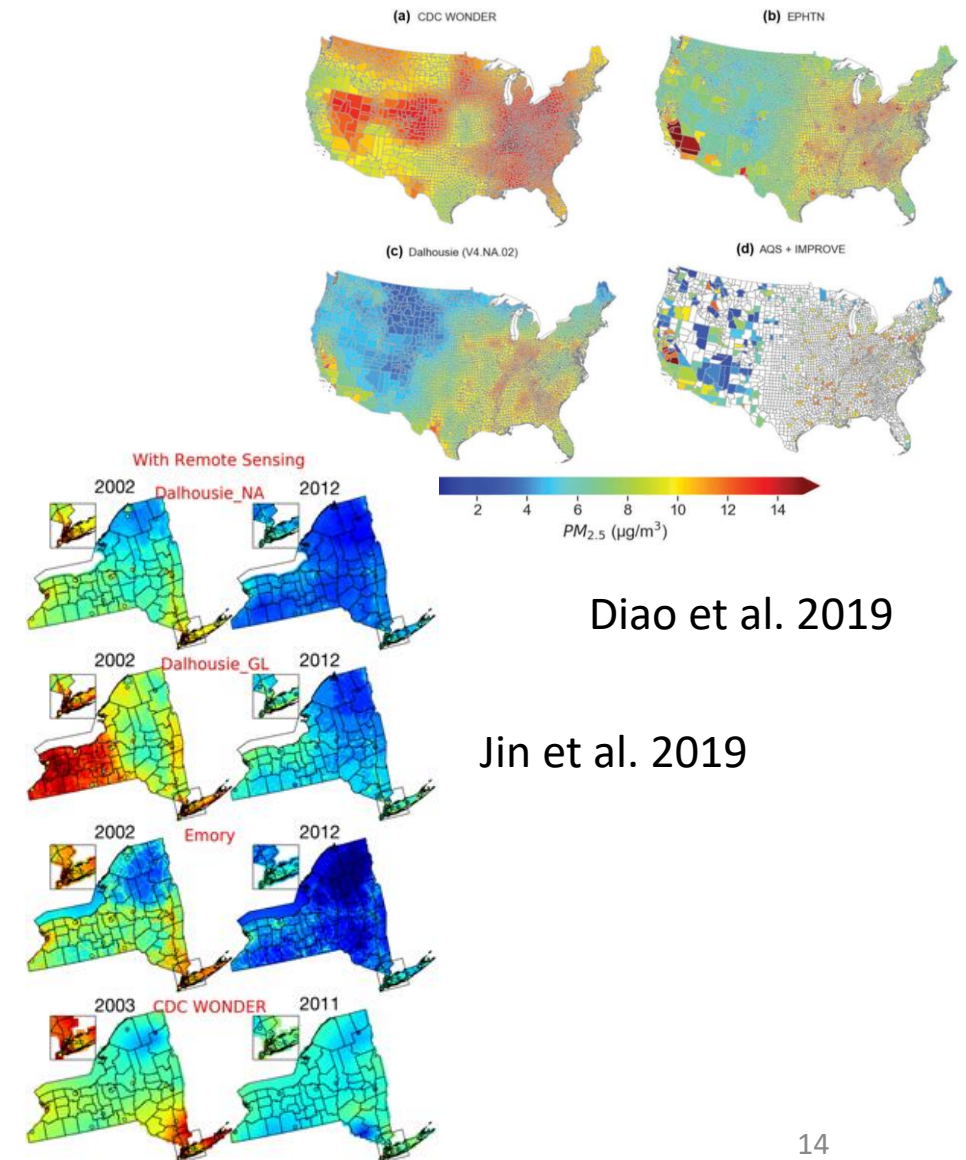 (a) CDC WONDER
(b) EPHTN
(c) Dalhousie (V4.NA.02)
(d) AQS + IMPROVE
2 4 6 8 10 12 14
PM2.5 (μg/m³)
With Remote Sensing
2002 Dalhousie_NA 2012
2002 Dalhousie_GL 2012
2002 Emory 2012
2003 CDC WONDER 2011
Diao et al. 2019
Jin et al. 2019
14